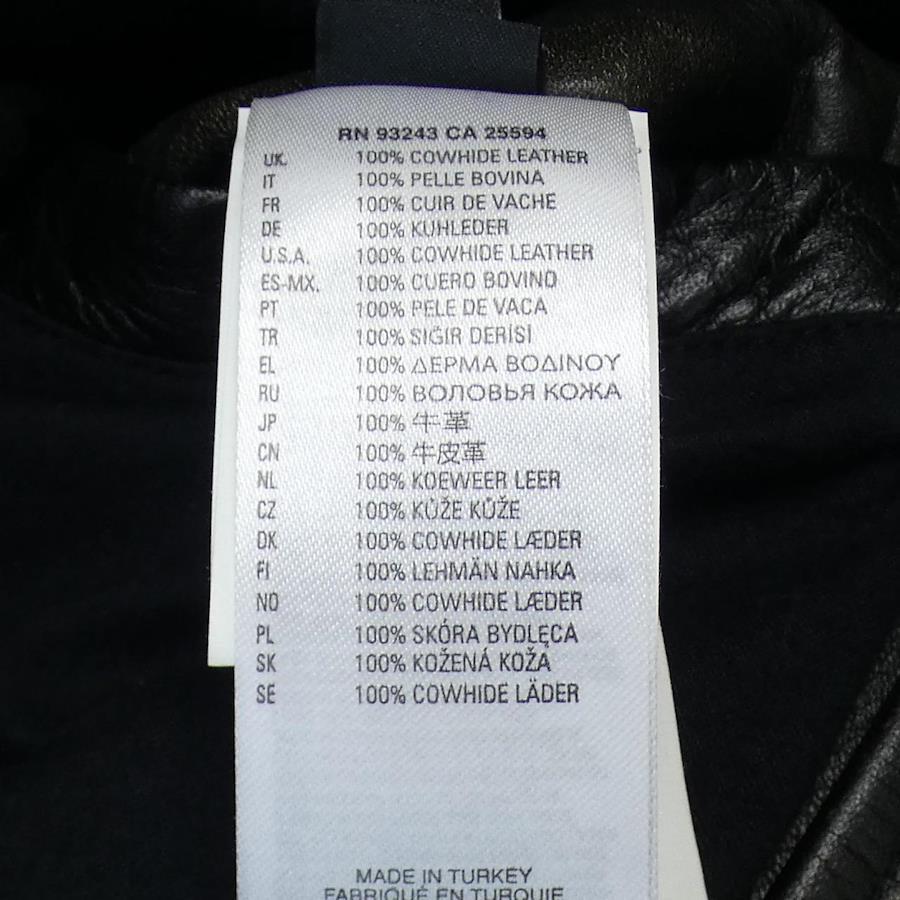 RN 93243 CA 25594
UK. 100% COWHIDE LEATHER
IT 100% PELLE BOVINA
FR 100% CUIR DE VACHE
DE 100% KUHLEDER
U.S.A. 100% COWHIDE LEATHER
ES-MX. 100% CUERO BOVINO
PT 100% PELE DE VACA
TR 100% SIĞIR DERİSİ
EL 100% ΔΕΡΜΑ ΒΟΔΙΝΟΥ
RU 100% ВОЛОВЬЯ КОЖА
JP 100% 牛革
CN 100% 牛皮革
NL 100% KOEWEER LEER
CZ 100% KŮŽE KŮŽE
DK 100% COWHIDE LÆDER
FI 100% LEHMÄN NAHKA
NO 100% COWHIDE LÆDER
PL 100% SKÓRA BYDLĘCA
SK 100% KOŽENÁ KOŽA
SE 100% COWHIDE LÄDER
MADE IN TURKEY
FABRIQUÉ EN TURQUIE